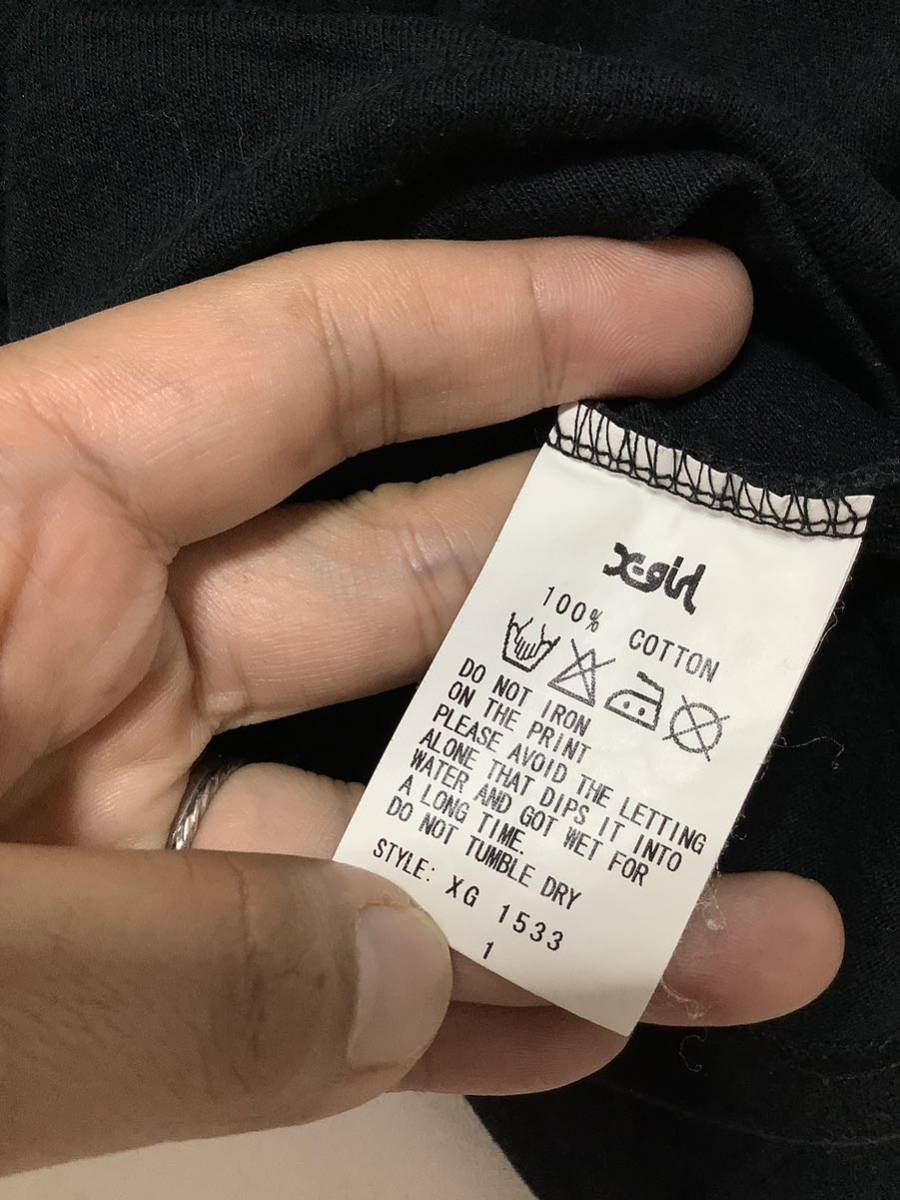 X-girl
100% COTTON
DO NOT IRON
ON THE PRINT
PLEASE AVOID THE LETTING
ALONE THAT DIPS IT INTO
WATER AND GOT WET FOR
A LONG TIME.
DO NOT TUMBLE DRY
STYLE: XG 1533
1